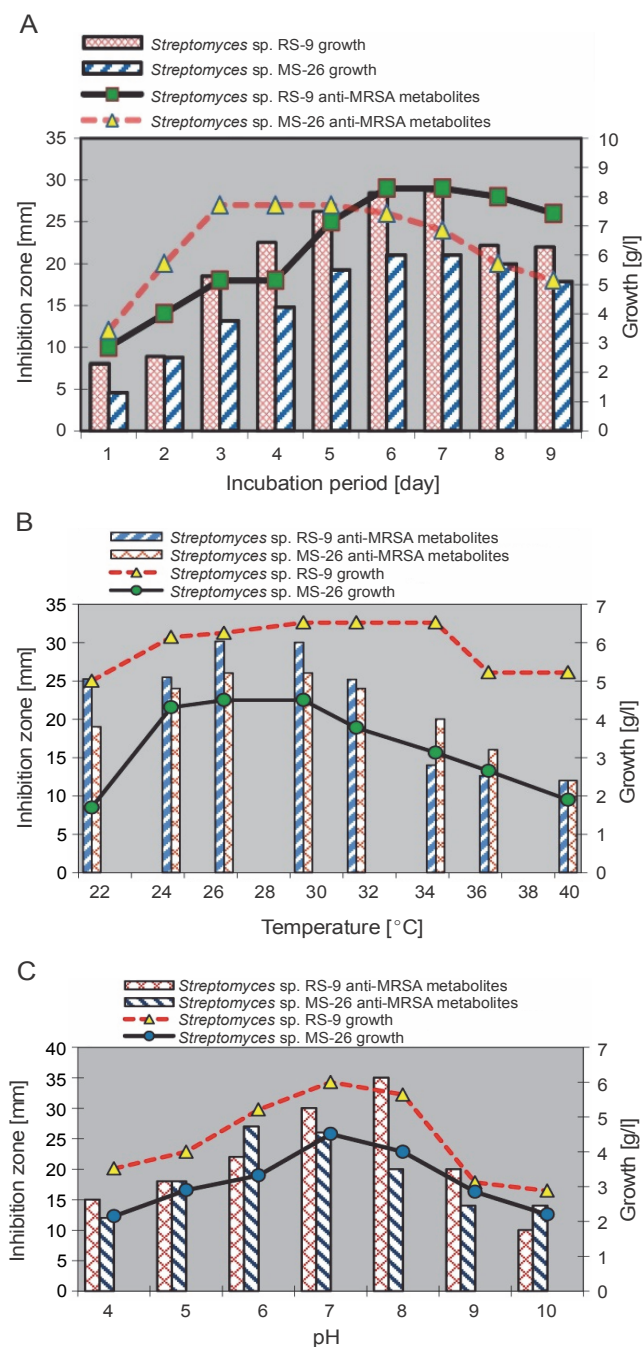 A
Streptomyces sp. RS-9 growth
Streptomyces sp. MS-26 growth
Streptomyces sp. RS-9 anti-MRSA metabolites
Streptomyces sp. MS-26 anti-MRSA metabolites
Inhibition zone [mm]
35
30
25
20
15
10
5
0
10
9
8
7
6
5
4
3
2
1
0
Growth [g/l]
1 2 3 4 5 6 7 8 9
Incubation period [day]
B
Streptomyces sp. RS-9 anti-MRSA metabolites
Streptomyces sp. MS-26 anti-MRSA metabolites
Streptomyces sp. RS-9 growth
Streptomyces sp. MS-26 growth
Inhibition zone [mm]
35
30
25
20
15
10
5
0
7
6
5
4
3
2
1
0
Growth [g/l]
22 24 26 28 30 32 34 36 38 40
Temperature [°C]
C
Streptomyces sp. RS-9 anti-MRSA metabolites
Streptomyces sp. MS-26 anti-MRSA metabolites
Streptomyces sp. RS-9 growth
Streptomyces sp. MS-26 growth
Inhibition zone [mm]
40
35
30
25
20
15
10
5
0
7
6
5
4
3
2
1
0
Growth [g/l]
4 5 6 7 8 9 10
pH